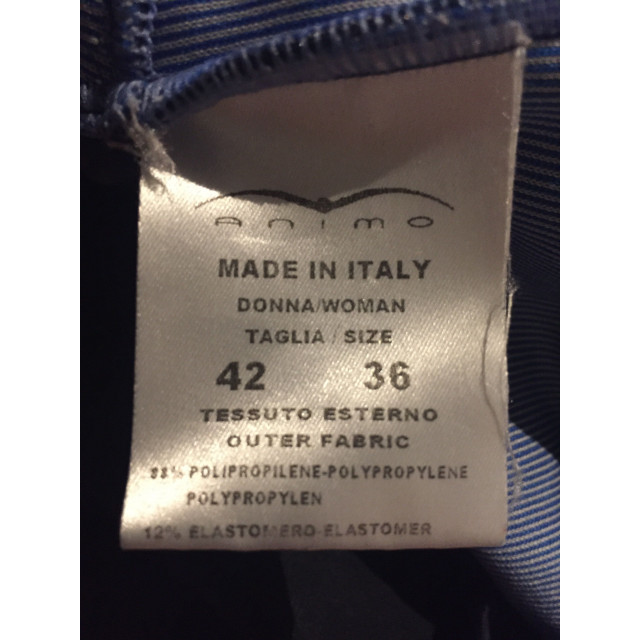 Animo
MADE IN ITALY
DONNA/WOMAN
TAGLIA / SIZE
42 36
TESSUTO ESTERNO
OUTER FABRIC
88% POLIPROPILENE-POLYPROPYLENE
POLYPROPYLEN
12% ELASTOMERO-ELASTOMER